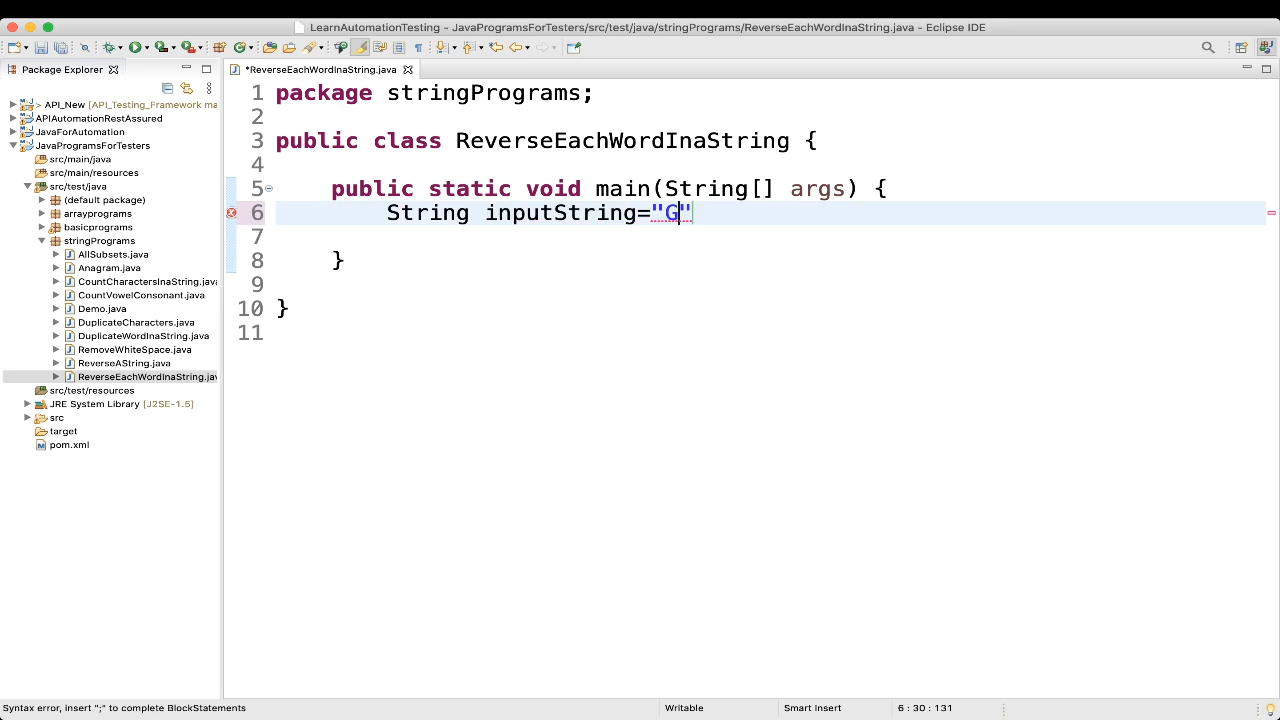 LearnAutomationTesting - JavaProgramsForTesters/src/test/java/stringPrograms/ReverseEachWordInaString.java - Eclipse IDE
Package Explorer
*ReverseEachWordInaString.java
> API_New [API_Testing_Framework ma
APIAutomationRestAssured
JavaForAutomation
JavaProgramsForTesters
src/main/java
src/main/resources
src/test/java
(default package)
arrayprograms
basicprograms
stringPrograms
AllSubsets.java
Anagram.java
CountCharactersInaString.java
CountVowelConsonant.java
Demo.java
DuplicateCharacters.java
DuplicateWordInaString.java
RemoveWhiteSpace.java
ReverseAString.java
ReverseEachWordInaString.jav
src/test/resources
JRE System Library [J2SE-1.5]
src
target
pom.xml
1 package stringPrograms;
2
3 public class ReverseEachWordInaString {
4
5 public static void main(String[] args) {
6 String inputString="G"
7
8 }
9
10 }
11
Syntax error, insert ";" to complete BlockStatements
Writable
Smart Insert
6 : 30 : 131